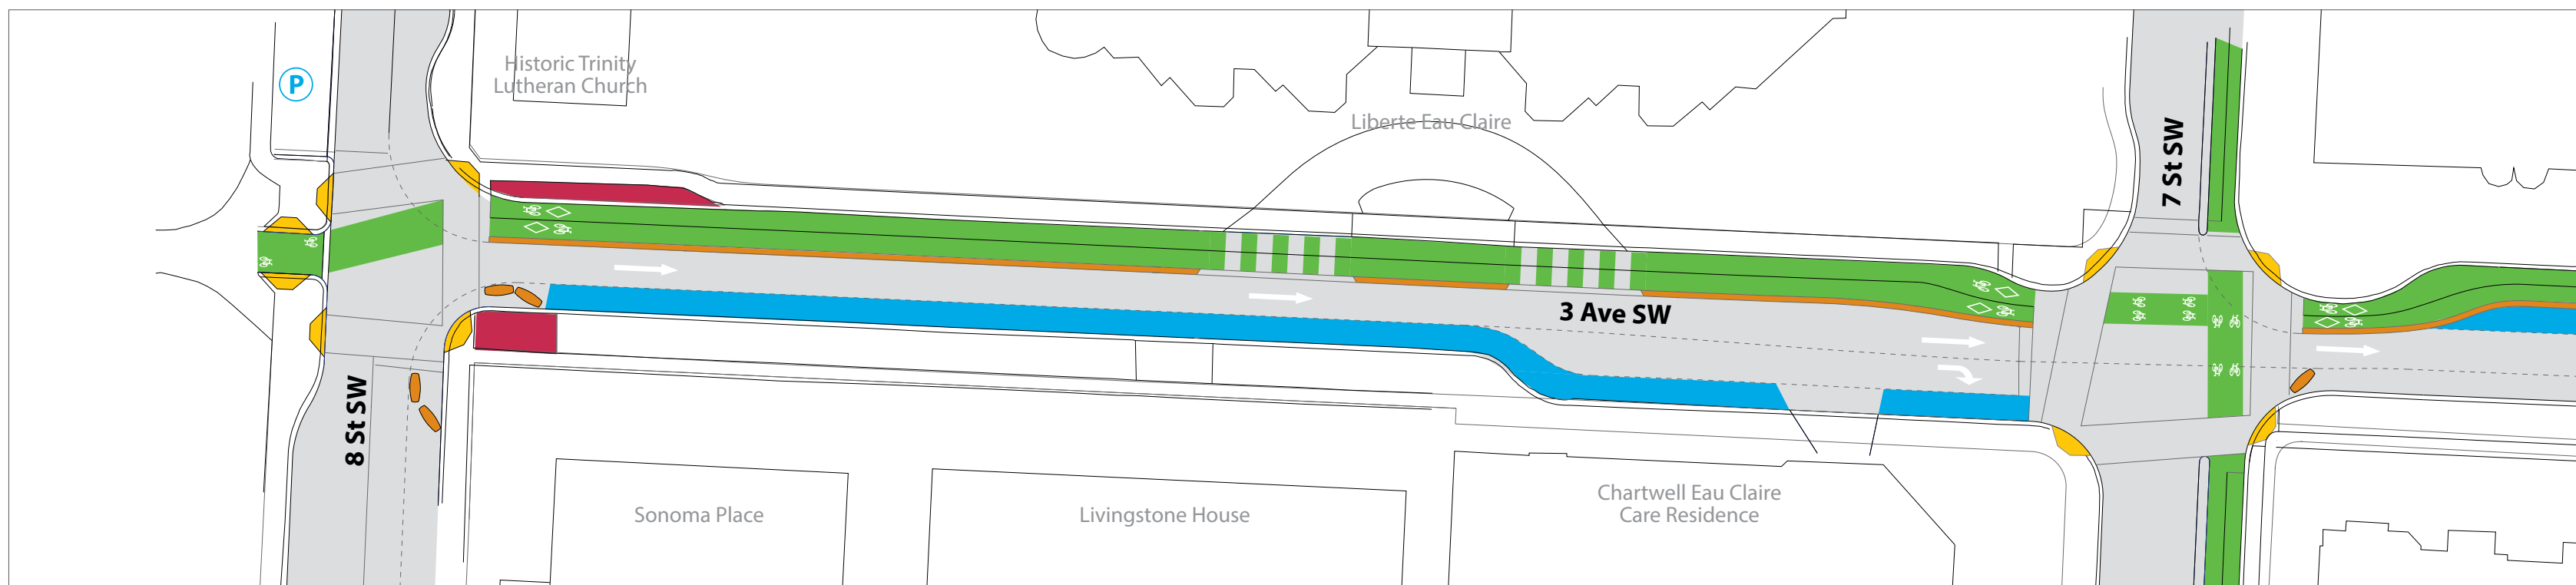 P
Historic Trinity
Lutheran Church
Liberte Eau Claire
7 St SW
3 Ave SW
8 St SW
Sonoma Place
Livingstone House
Chartwell Eau Claire
Care Residence